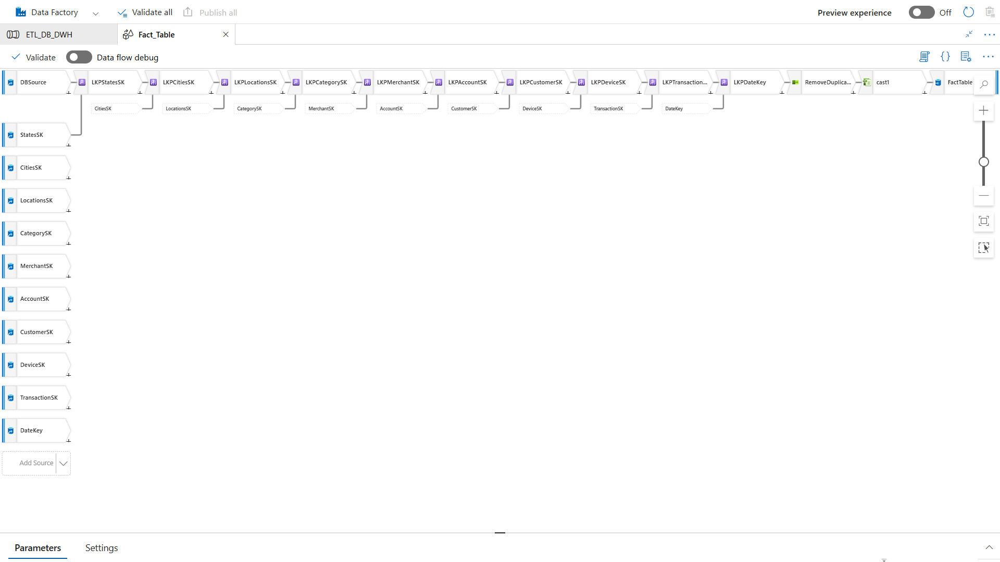 Data Factory Validate all Publish all Preview experience Off
ETL_DB_DWH Fact_Table
Validate Data flow debug
DBSource LKPStatesSK LKPCitiesSK LKPLocationsSK LKPCategorySK LKPMerchantSK LKPAccountSK LKPCustomerSK LKPDeviceSK LKPTransaction... LKPDateKey RemoveDuplica... cast1 FactTable
CitiesSK LocationsSK CategorySK MerchantSK AccountSK CustomerSK DeviceSK TransactionSK DateKey
StatesSK
CitiesSK
LocationsSK
CategorySK
MerchantSK
AccountSK
CustomerSK
DeviceSK
TransactionSK
DateKey
Add Source
Parameters Settings